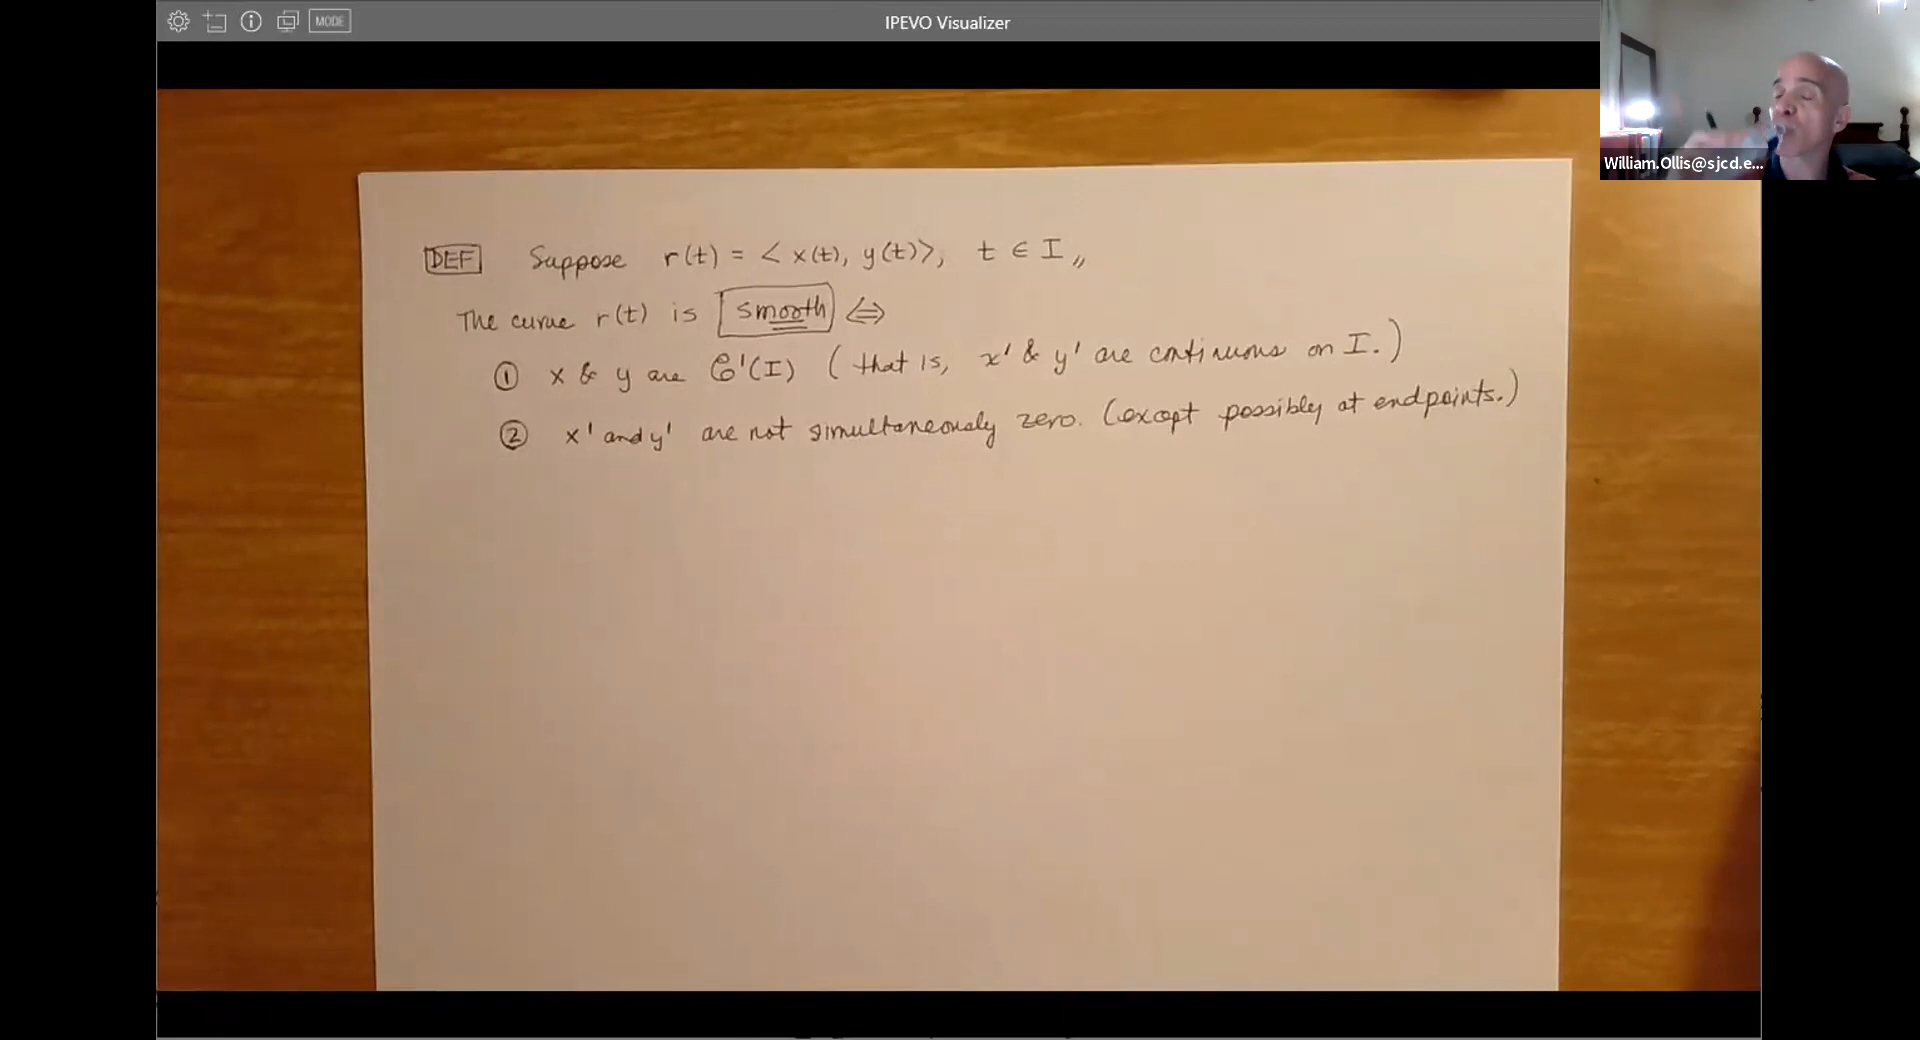 MODE
IPEVO Visualizer
William.Ollis@sjcd.e...
DEF Suppose r(t) = < x(t), y(t)>, t ∈ I,,
The curve r(t) is smooth ⇔
① x & y are C'(I) (that is, x' & y' are continuous on I.)
② x' and y' are not simultaneously zero. (except possibly at endpoints.)